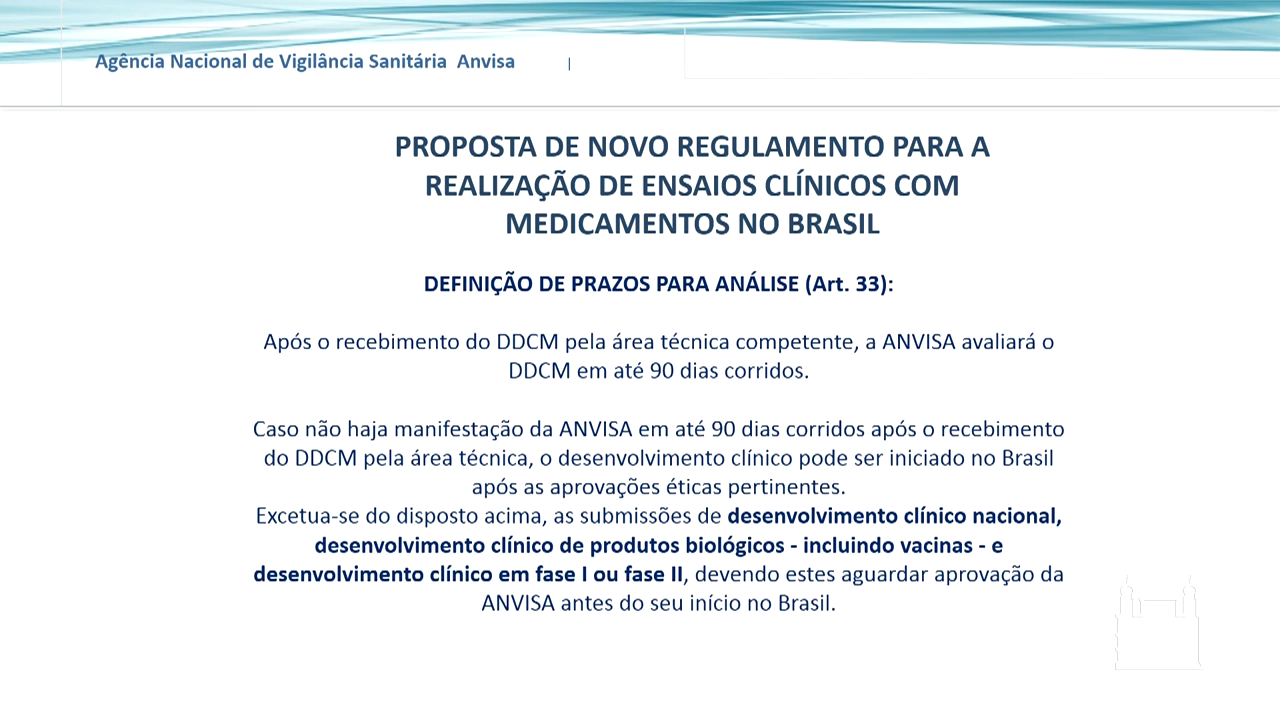 Agência Nacional de Vigilância Sanitária Anvisa |
PROPOSTA DE NOVO REGULAMENTO PARA A
REALIZAÇÃO DE ENSAIOS CLÍNICOS COM
MEDICAMENTOS NO BRASIL
DEFINIÇÃO DE PRAZOS PARA ANÁLISE (Art. 33):
Após o recebimento do DDCM pela área técnica competente, a ANVISA avaliará o
DDCM em até 90 dias corridos.
Caso não haja manifestação da ANVISA em até 90 dias corridos após o recebimento
do DDCM pela área técnica, o desenvolvimento clínico pode ser iniciado no Brasil
após as aprovações éticas pertinentes.
Excetua-se do disposto acima, as submissões de desenvolvimento clínico nacional,
desenvolvimento clínico de produtos biológicos - incluindo vacinas - e
desenvolvimento clínico em fase I ou fase II, devendo estes aguardar aprovação da
ANVISA antes do seu início no Brasil.